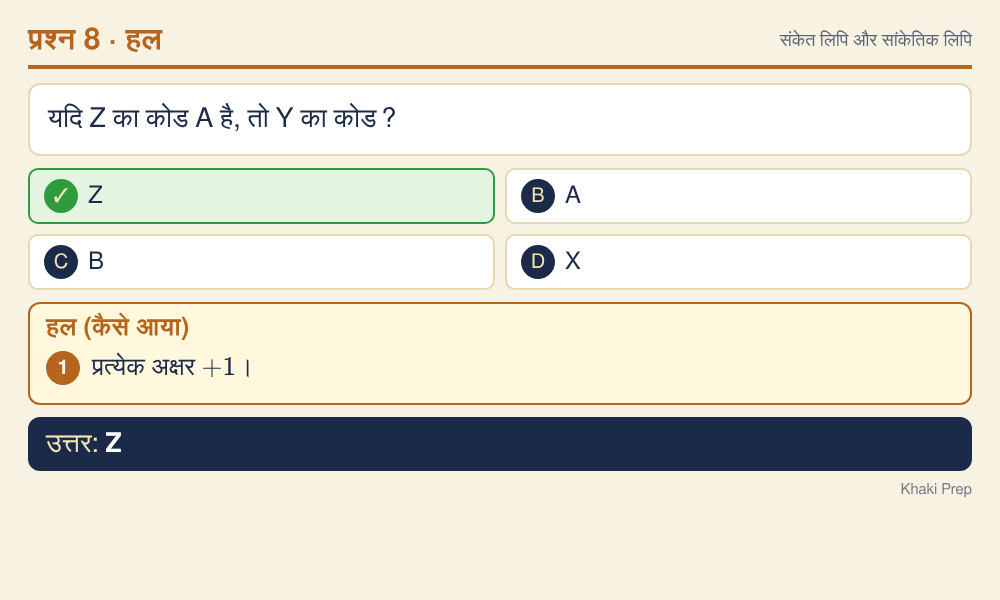 प्रश्न 8 · हल
संकेत लिपि और सांकेतिक लिपि
यदि Z का कोड A है, तो Y का कोड ?
✓ Z
B A
C B
D X
हल (कैसे आया)
1 प्रत्येक अक्षर +1।
उत्तर: Z
Khaki Prep